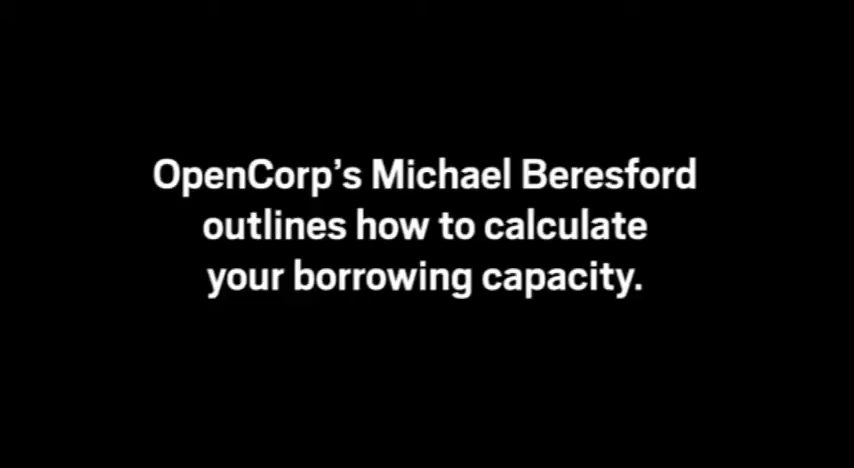 OpenCorp’s Michael Beresford
outlines how to calculate
your borrowing capacity.